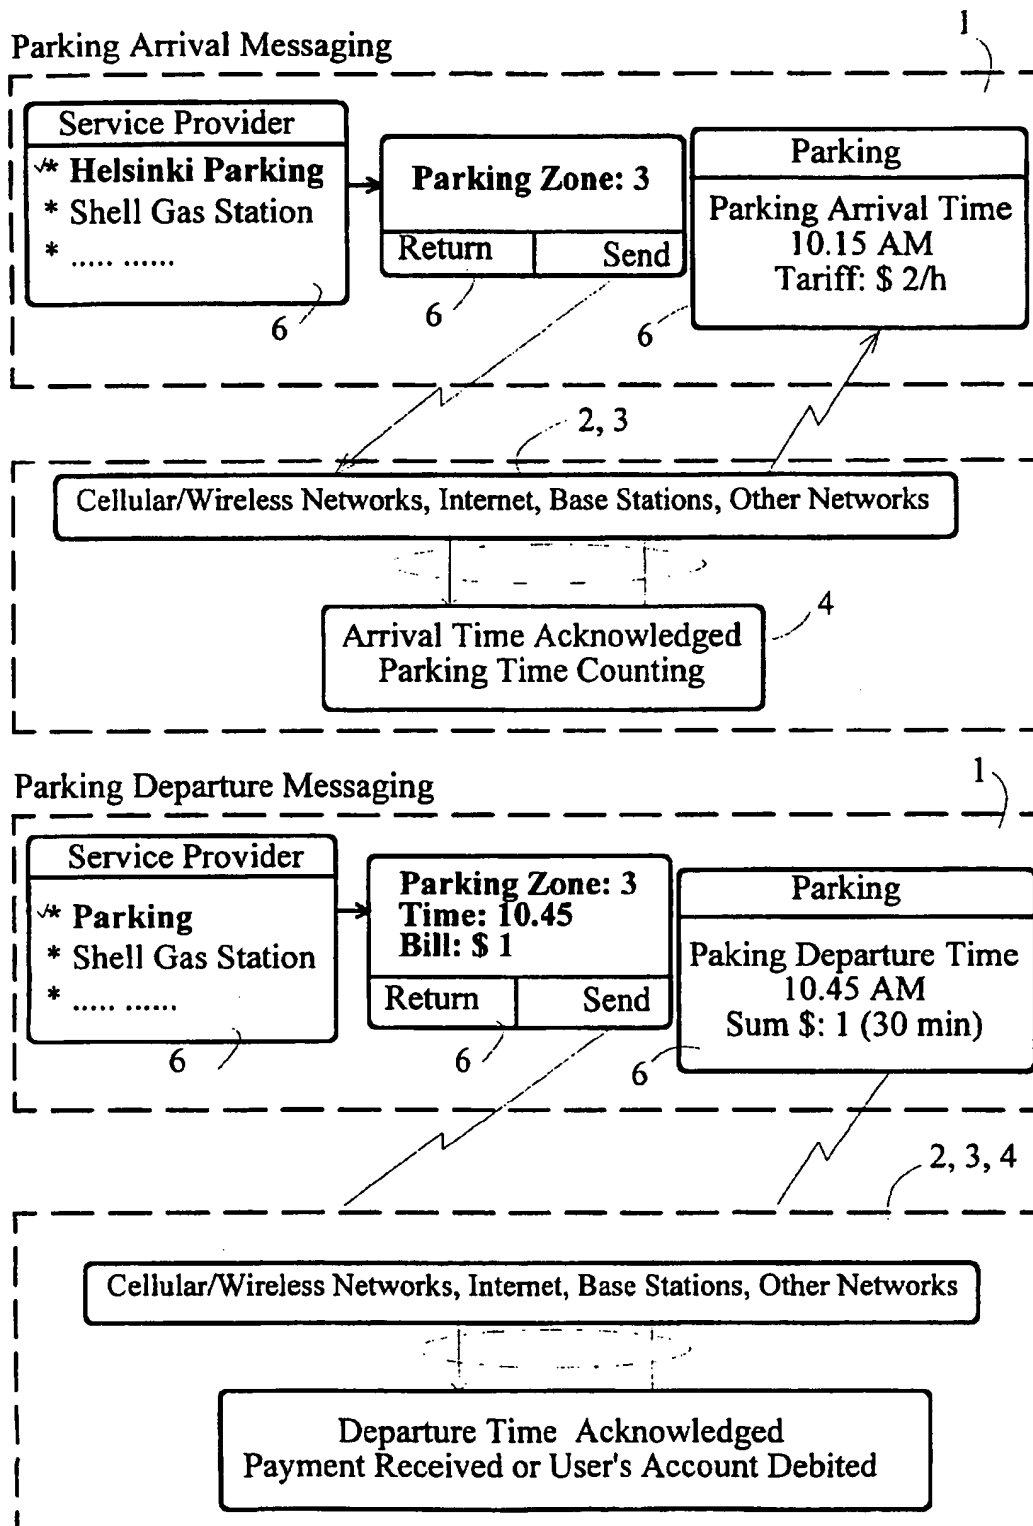 1
Parking Arrival Messaging
Service Provider
* Helsinki Parking
* Shell Gas Station
* ..... ......
6
Parking Zone: 3
Return Send
6
Parking
Parking Arrival Time
10.15 AM
Tariff: $ 2/h
6
2, 3
Cellular/Wireless Networks, Internet, Base Stations, Other Networks
4
Arrival Time Acknowledged
Parking Time Counting
1
Parking Departure Messaging
Service Provider
* Parking
* Shell Gas Station
* ..... ......
6
Parking Zone: 3
Time: 10.45
Bill: $ 1
Return Send
6
Parking
Paking Departure Time
10.45 AM
Sum $: 1 (30 min)
6
2, 3, 4
Cellular/Wireless Networks, Internet, Base Stations, Other Networks
Departure Time Acknowledged
Payment Received or User's Account Debited